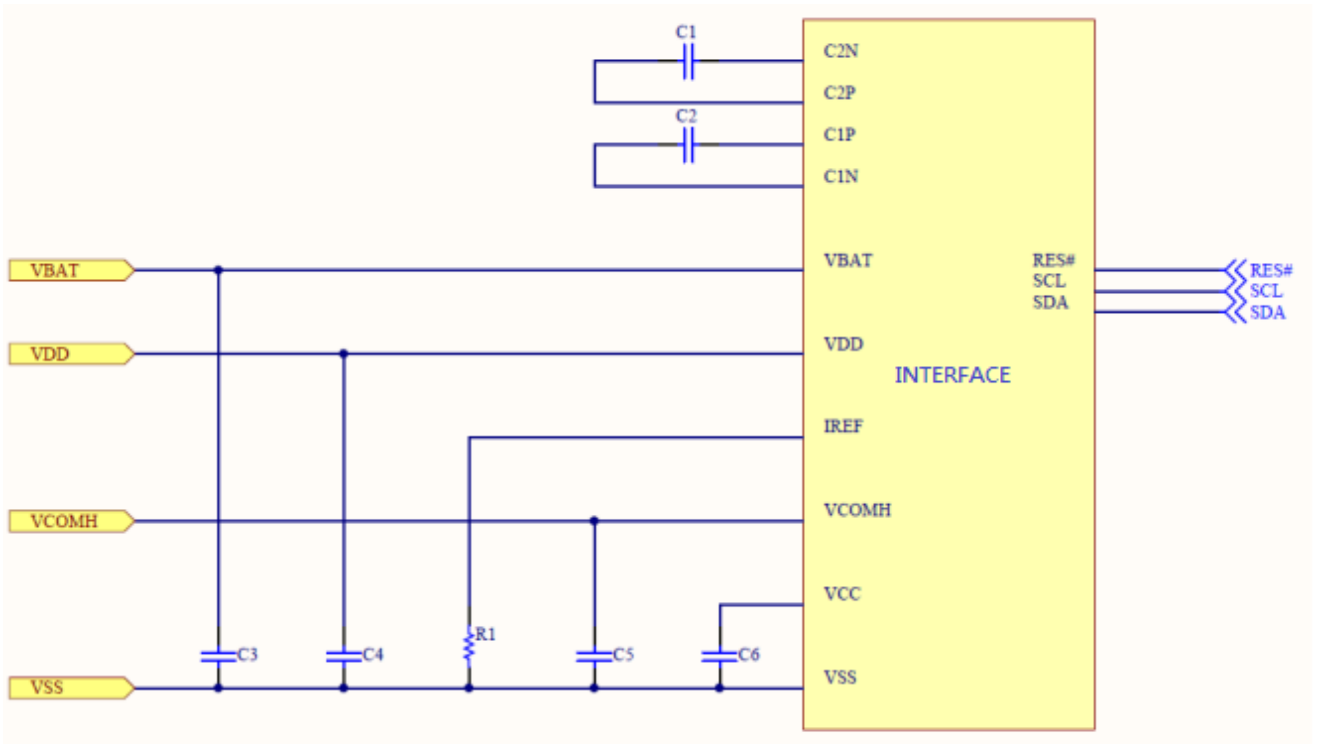 C1
C2N
C2P
C2
C1P
C1N
VBAT
VBAT
RES#
RES#
SCL
SCL
SDA
SDA
VDD
VDD
INTERFACE
IREF
VCOMH
VCOMH
VCC
R1
C3
C4
C5
C6
VSS
VSS